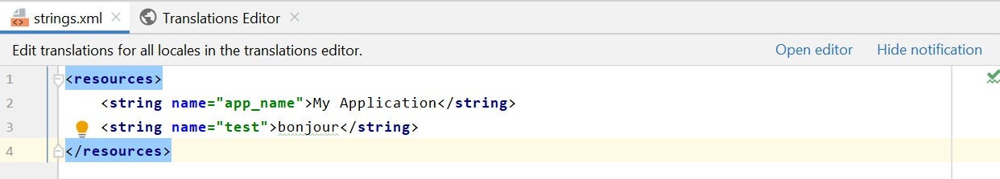 strings.xml Translations Editor
Edit translations for all locales in the translations editor. Open editor Hide notification
1 <resources>
2 <string name="app_name">My Application</string>
3 <string name="test">bonjour</string>
4 </resources>